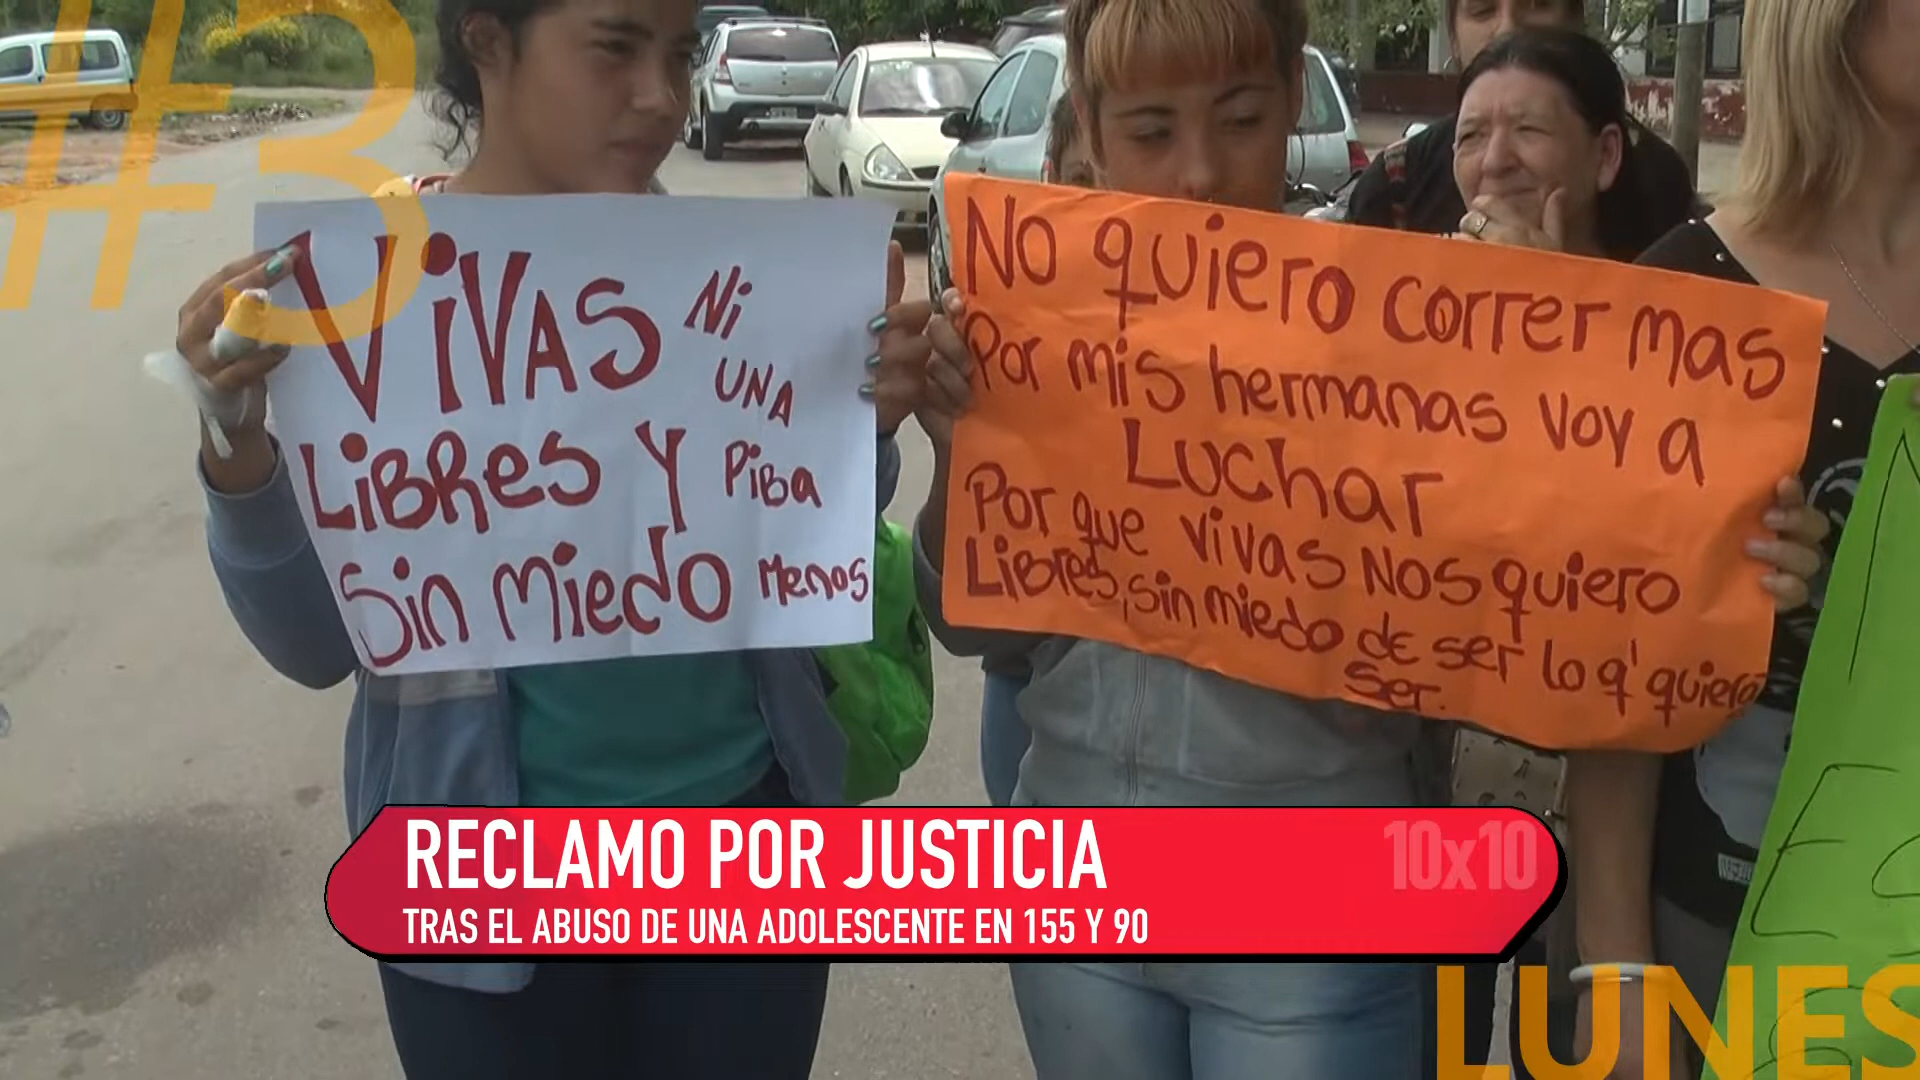 #3
VIVAS
LIBRES Y
Sin Miedo
Ni
UNA
PiBa
Menos
No quiero correr mas
Por mis hermanas voy a
Luchar
Por que vivas nos quiero
Libres, sin miedo de ser lo q' quiera
Ser.
RECLAMO POR JUSTICIA
10x10
TRAS EL ABUSO DE UNA ADOLESCENTE EN 155 Y 90
LUNES